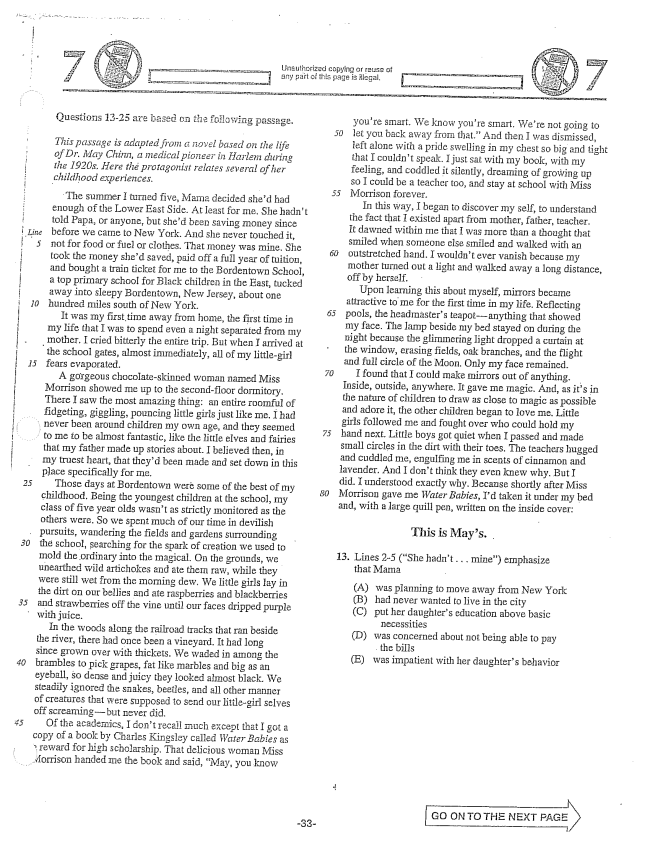 7
Unauthorized copying or reuse of
any part of this page is illegal.
7
Questions 13-25 are based on the following passage.
This passage is adapted from a novel based on the life
of Dr. May Chinn, a medical pioneer in Harlem during
the 1920s. Here the protagonist relates several of her
childhood experiences.
The summer I turned five, Mama decided she'd had
enough of the Lower East Side. At least for me. She hadn't
told Papa, or anyone, but she'd been saving money since
Line before we came to New York. And she never touched it,
5 not for food or fuel or clothes. That money was mine. She
took the money she'd saved, paid off a full year of tuition,
and bought a train ticket for me to the Bordentown School,
a top primary school for Black children in the East, tucked
away into sleepy Bordentown, New Jersey, about one
10 hundred miles south of New York.
It was my first time away from home, the first time in
my life that I was to spend even a night separated from my
mother. I cried bitterly the entire trip. But when I arrived at
the school gates, almost immediately, all of my little-girl
15 fears evaporated.
A gorgeous chocolate-skinned woman named Miss
Morrison showed me up to the second-floor dormitory.
There I saw the most amazing thing: an entire roomful of
fidgeting, giggling, pouncing little girls just like me. I had
never been around children my own age, and they seemed
to me to be almost fantastic, like the little elves and fairies
that my father made up stories about. I believed then, in
my truest heart, that they'd been made and set down in this
place specifically for me.
25 Those days at Bordentown were some of the best of my
childhood. Being the youngest children at the school, my
class of five year olds wasn't as strictly monitored as the
others were. So we spent much of our time in devilish
pursuits, wandering the fields and gardens surrounding
30 the school, searching for the spark of creation we used to
mold the ordinary into the magical. On the grounds, we
unearthed wild artichokes and ate them raw, while they
were still wet from the morning dew. We little girls lay in
the dirt on our bellies and ate raspberries and blackberries
35 and strawberries off the vine until our faces dripped purple
with juice.
In the woods along the railroad tracks that ran beside
the river, there had once been a vineyard. It had long
since grown over with thickets. We waded in among the
40 brambles to pick grapes, fat like marbles and big as an
eyeball, so dense and juicy they looked almost black. We
steadily ignored the snakes, beetles, and all other manner
of creatures that were supposed to send our little-girl selves
off screaming—but never did.
45 Of the academics, I don't recall much except that I got a
copy of a book by Charles Kingsley called Water Babies as
reward for high scholarship. That delicious woman Miss
Morrison handed me the book and said, "May, you know
you're smart. We know you're smart. We're not going to
50 let you back away from that." And then I was dismissed,
left alone with a pride swelling in my chest so big and tight
that I couldn't speak. I just sat with my book, with my
feeling, and coddled it silently, dreaming of growing up
so I could be a teacher too, and stay at school with Miss
55 Morrison forever.
In this way, I began to discover my self, to understand
the fact that I existed apart from mother, father, teacher.
It dawned within me that I was more than a thought that
smiled when someone else smiled and walked with an
60 outstretched hand. I wouldn't ever vanish because my
mother turned out a light and walked away a long distance,
off by herself.
Upon learning this about myself, mirrors became
attractive to me for the first time in my life. Reflecting
65 pools, the headmaster's teapot—anything that showed
my face. The lamp beside my bed stayed on during the
night because the glimmering light dropped a curtain at
the window, erasing fields, oak branches, and the flight
and full circle of the Moon. Only my face remained.
70 I found that I could make mirrors out of anything.
Inside, outside, anywhere. It gave me magic. And, as it's in
the nature of children to draw as close to magic as possible
and adore it, the other children began to love me. Little
girls followed me and fought over who could hold my
75 hand next. Little boys got quiet when I passed and made
small circles in the dirt with their toes. The teachers hugged
and cuddled me, engulfing me in scents of cinnamon and
lavender. And I don't think they even knew why. But I
did. I understood exactly why. Because shortly after Miss
80 Morrison gave me Water Babies, I'd taken it under my bed
and, with a large quill pen, written on the inside cover:
This is May's.
13. Lines 2-5 ("She hadn't . . . mine") emphasize
that Mama
(A) was planning to move away from New York
(B) had never wanted to live in the city
(C) put her daughter's education above basic
necessities
(D) was concerned about not being able to pay
the bills
(E) was impatient with her daughter's behavior
-33-
GO ON TO THE NEXT PAGE